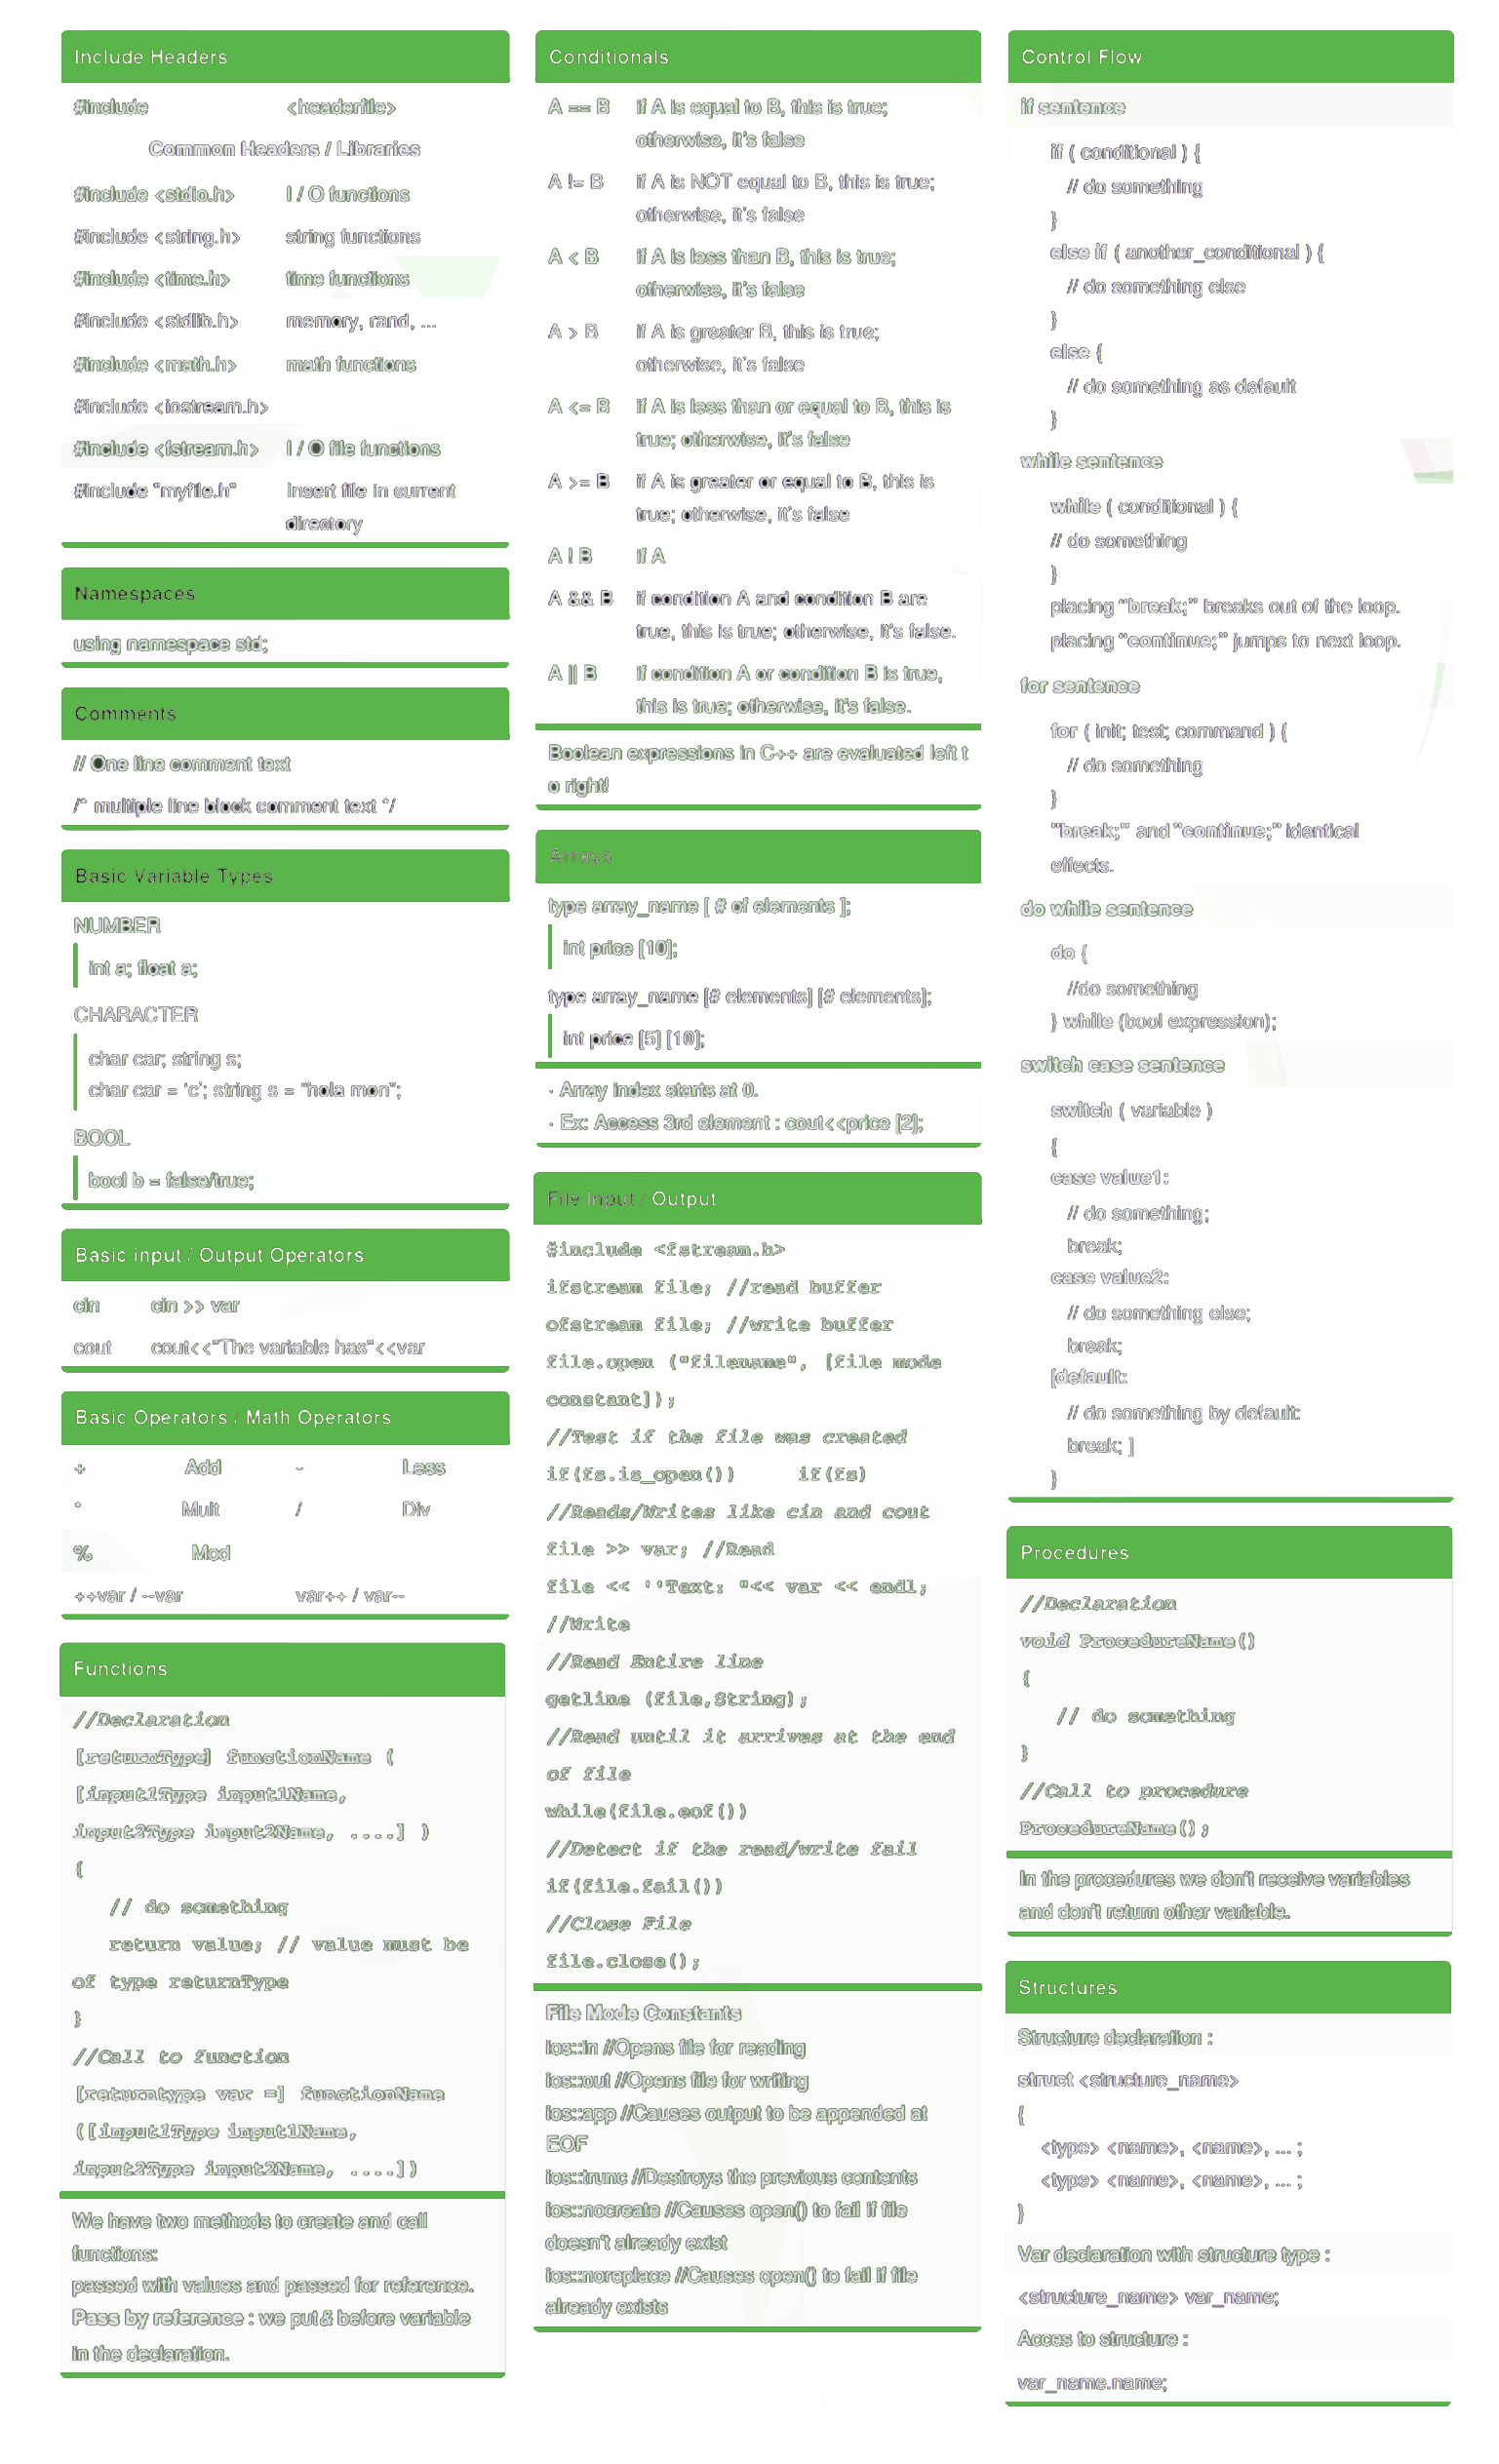 Include Headers
#include <headerfile>
Common Headers / Libraries
#include <stdio.h> I / O functions
#include <string.h> string functions
#include <time.h> time functions
#include <stdlib.h> memory, rand, ...
#include <math.h> math functions
#include <iostream.h>
#include <fstream.h> I / O file functions
#include "myfile.h" Insert file in current
directory
Namespaces
using namespace std;
Comments
// One line comment text
/* multiple line block comment text */
Basic Variable Types
NUMBER
int a; float a;
CHARACTER
char car; string s;
char car = 'c'; string s = "hola mon";
BOOL
bool b = false/true;
Basic input / Output Operators
cin cin >> var
cout cout<<"The variable has"<<var
Basic Operators / Math Operators
+ Add - Less
* Mult / Div
% Mod
++var / --var var++ / var--
Functions
//Declaration
[returnType] functionName (
[input1Type input1Name,
input2Type input2Name, ....] )
{
// do something
return value; // value must be
of type returnType
}
//Call to function
[returntype var =] functionName
([input1Type input1Name,
input2Type input2Name, ....])
We have two methods to create and call
functions:
passed with values and passed for reference.
Pass by reference : we put & before variable
in the declaration.
Conditionals
A == B if A is equal to B, this is true;
otherwise, it's false
A != B if A is NOT equal to B, this is true;
otherwise, it's false
A < B if A is less than B, this is true;
otherwise, it's false
A > B if A is greater B, this is true;
otherwise, it's false
A <= B if A is less than or equal to B, this is
true; otherwise, it's false
A >= B if A is greater or equal to B, this is
true; otherwise, it's false
A ! B If A
A && B if condition A and condition B are
true, this is true; otherwise, it's false.
A || B if condition A or condition B is true,
this is true; otherwise, it's false.
Boolean expressions in C++ are evaluated left t
o right!
Arrays
type array_name [ # of elements ];
int price [10];
type array_name [# elements] [# elements];
int price [5] [10];
- Array index starts at 0.
- Ex: Access 3rd element : cout<<price [2];
File Input / Output
#include <fstream.h>
ifstream file; //read buffer
ofstream file; //write buffer
file.open ("filename", [file mode
constant]);
//Test if the file was created
if(fs.is_open()) if(fs)
//Reads/Writes like cin and cout
file >> var; //Read
file << ''Text: "<< var << endl;
//Write
//Read Entire line
getline (file,String);
//Read until it arrives at the end
of file
while(file.eof())
//Detect if the read/write fail
if(file.fail())
//Close File
file.close();
File Mode Constants
ios::in //Opens file for reading
ios::out //Opens file for writing
ios::app //Causes output to be appended at
EOF
ios::trunc //Destroys the previous contents
ios::nocreate //Causes open() to fail if file
doesn't already exist
ios::noreplace //Causes open() to fail if file
already exists
Control Flow
if sentence
if ( conditional ) {
// do something
}
else if ( another_conditional ) {
// do something else
}
else {
// do something as default
}
while sentence
while ( conditional ) {
// do something
}
placing "break;" breaks out of the loop.
placing "continue;" jumps to next loop.
for sentence
for ( init; test; command ) {
// do something
}
"break;" and "continue;" identical
effects.
do while sentence
do {
//do something
} while (bool expression);
switch case sentence
switch ( variable )
{
case value1:
// do something;
break;
case value2:
// do something else;
break;
[default:
// do something by default:
break; ]
}
Procedures
//Declaration
void ProcedureName()
{
// do something
}
//Call to procedure
ProcedureName();
In the procedures we don't receive variables
and don't return other variable.
Structures
Structure declaration :
struct <structure_name>
{
<type> <name>, <name>, ... ;
<type> <name>, <name>, ... ;
}
Var declaration with structure type :
<structure_name> var_name;
Acces to structure :
var_name.name;